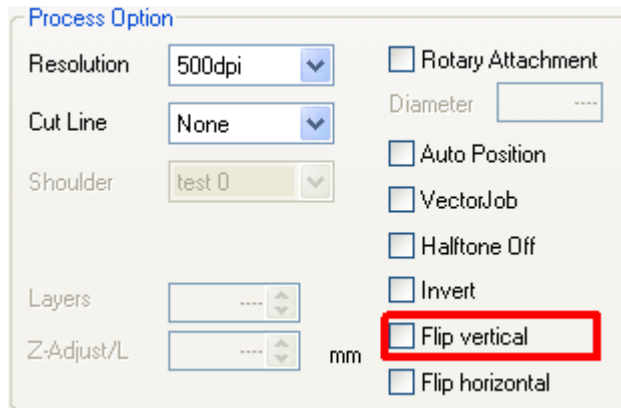 Process Option
Resolution 500dpi
Rotary Attachment
Diameter ----
Cut Line None
Auto Position
Shoulder test 0
VectorJob
Halftone Off
Layers ----
Invert
Flip vertical
Z-Adjust/L ---- mm
Flip horizontal